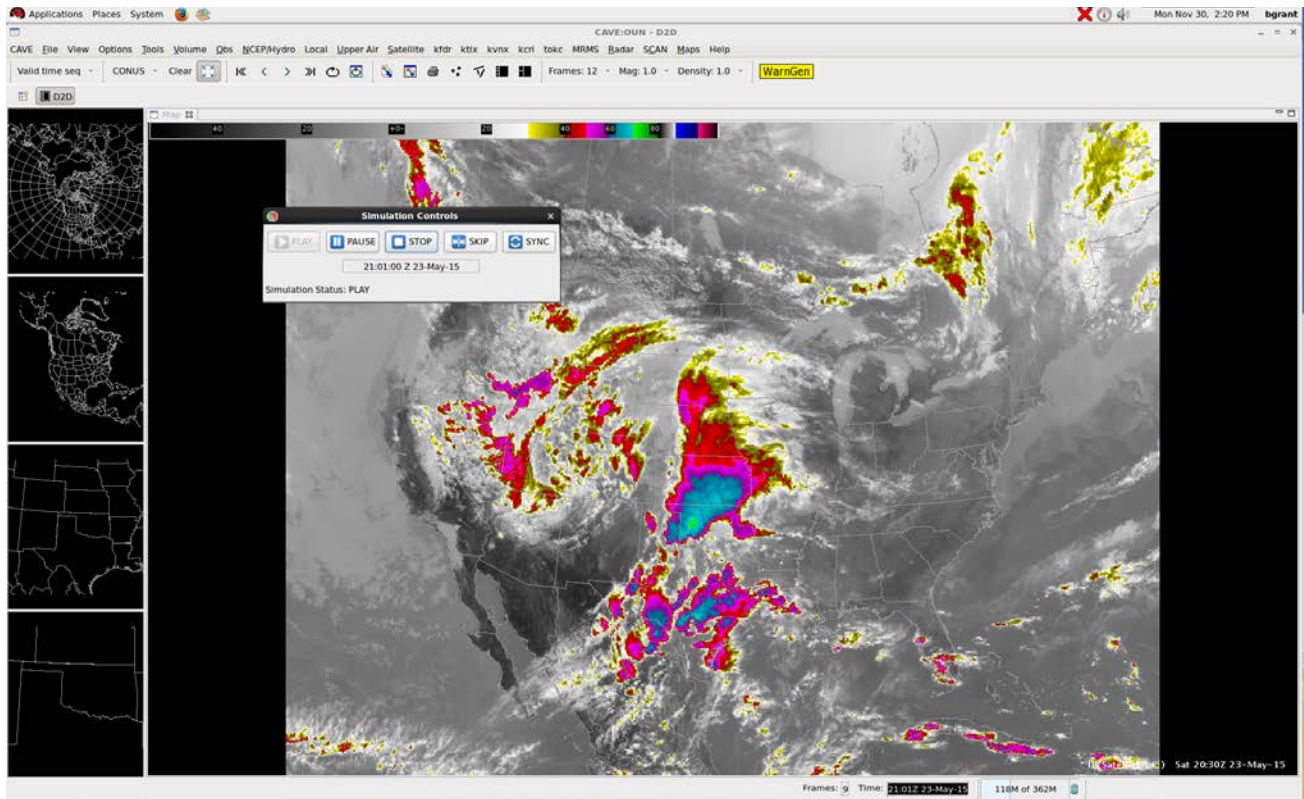 Applications Places System
Mon Nov 30, 2:20 PM bgrant
CAVE:OUN - D2D
CAVE File View Options Tools Volume Obs NCEP/Hydro Local Upper Air Satellite kfdr ktlx kvnx kcri tokc MRMS Radar SCAN Maps Help
Valid time seq CONUS Clear Frames: 12 Mag: 1.0 Density: 1.0 WarnGen
D2D
Map
40 20 +0- 20 40 60 80
Simulation Controls
PLAY PAUSE STOP SKIP SYNC
21:01:00 Z 23-May-15
Simulation Status: PLAY
Sat 20:30Z 23-May-15
Frames: 9 Time: 21:01Z 23-May-15 118M of 362M